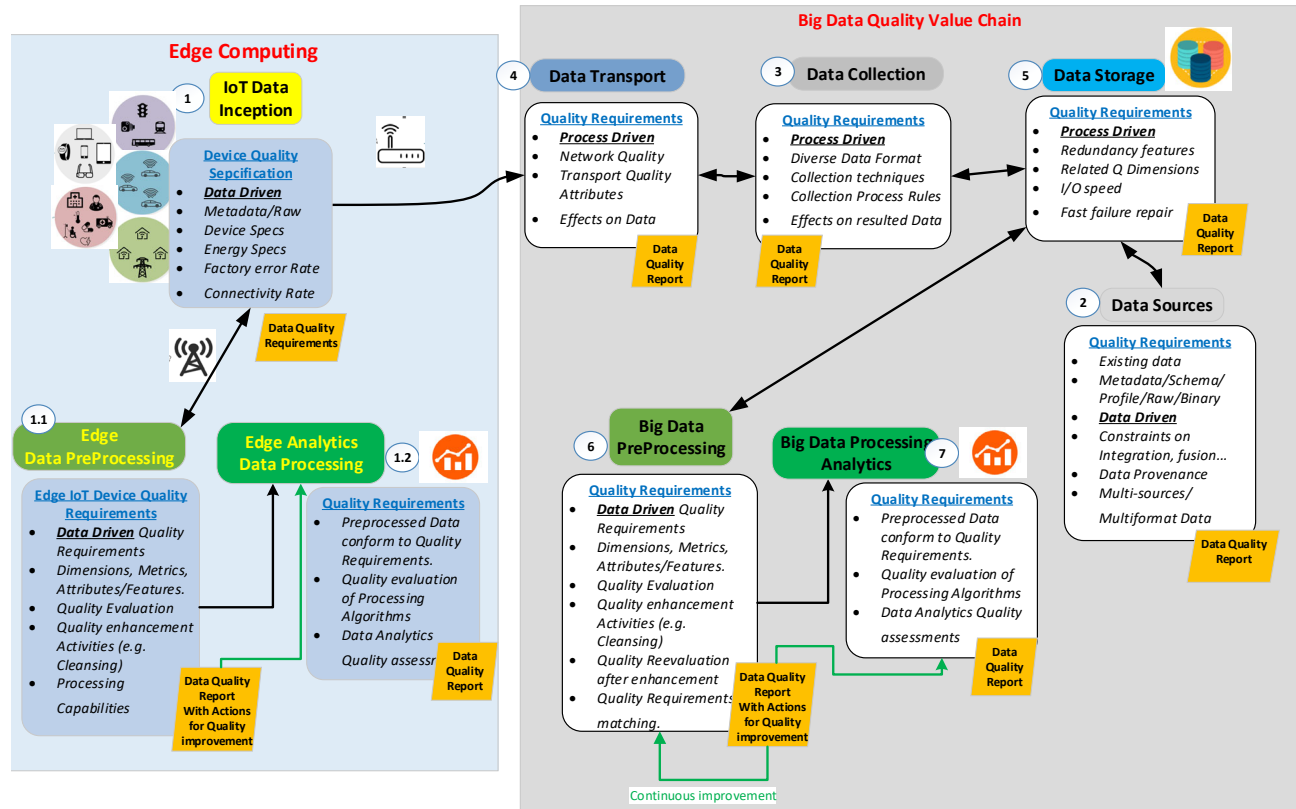 Edge Computing
1
IoT Data
Inception
Device Quality
Sepcification
• Data Driven
• Metadata/Raw
• Device Specs
• Energy Specs
• Factory error Rate
• Connectivity Rate
Data Quality
Requirements
1.1
Edge
Data PreProcessing
Edge IoT Device Quality
Requirements
• Data Driven Quality
Requirements
• Dimensions, Metrics,
Attributes/Features.
• Quality Evaluation
• Quality enhancement
Activities (e.g.
Cleansing)
• Processing
Capabilities
Data Quality
Report
With Actions
for Quality
improvement
Edge Analytics
Data Processing
1.2
Quality Requirements
• Preprocessed Data
conform to Quality
Requirements.
• Quality evaluation
of Processing
Algorithms
• Data Analytics
Quality
Data
Quality
Report
Big Data Quality Value Chain
4
Data Transport
Quality Requirements
• Process Driven
• Network Quality
• Transport Quality
Attributes
• Effects on Data
Data
Quality
Report
3
Data Collection
Quality Requirements
• Process Driven
• Diverse Data Format
• Collection techniques
• Collection Process Rules
• Effects on resulted Data
Data
Quality
Report
5
Data Storage
Quality Requirements
• Process Driven
• Redundancy features
• Related Q Dimensions
• I/O speed
• Fast failure repair
Data
Quality
Report
2
Data Sources
Quality Requirements
• Existing data
• Metadata/Schema/
Profile/Raw/Binary
• Data Driven
• Constraints on
Integration, fusion...
• Data Provenance
• Multi-sources/
Multiformat Data
Data Quality
Report
6
Big Data
PreProcessing
Quality Requirements
• Data Driven Quality
Requirements
• Dimensions, Metrics,
Attributes/Features.
• Quality Evaluation
• Quality enhancement
Activities (e.g.
Cleansing)
• Quality Reevaluation
after enhancement
• Quality Requirements
matching.
Data Quality
Report
With Actions
for Quality
improvement
Continuous improvement
Big Data Processing
Analytics
7
Quality Requirements
• Preprocessed Data
conform to Quality
Requirements.
• Quality evaluation of
Processing Algorithms
• Data Analytics Quality
assessments
Data
Quality
Report